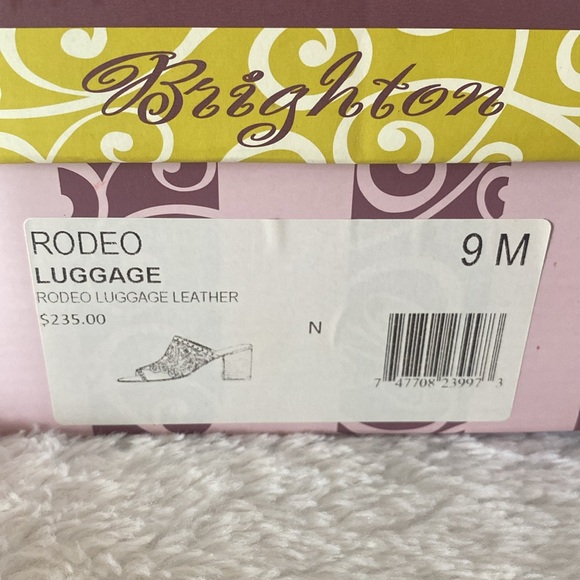 Brighton
RODEO
9 M
LUGGAGE
RODEO LUGGAGE LEATHER
$235.00
N
7 47708 23997 3